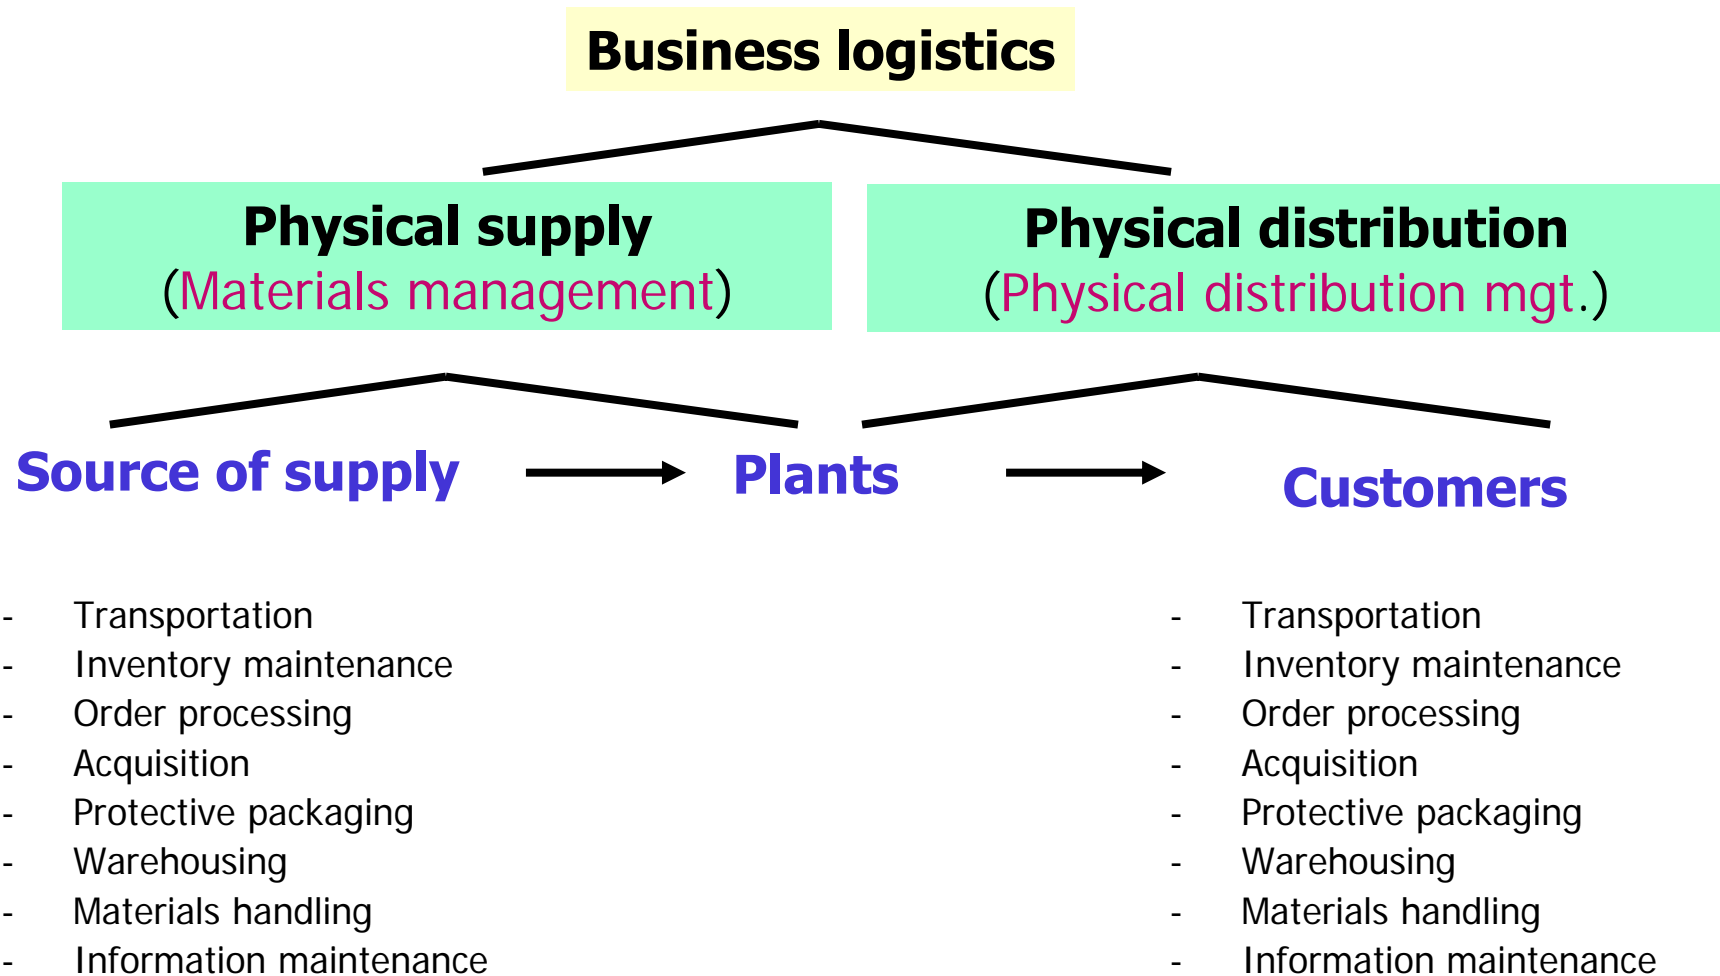 Business logistics
Physical supply
(Materials management)
Physical distribution
(Physical distribution mgt.)
Source of supply
Plants
Customers
- Transportation
- Inventory maintenance
- Order processing
- Acquisition
- Protective packaging
- Warehousing
- Materials handling
- Information maintenance
- Transportation
- Inventory maintenance
- Order processing
- Acquisition
- Protective packaging
- Warehousing
- Materials handling
- Information maintenance